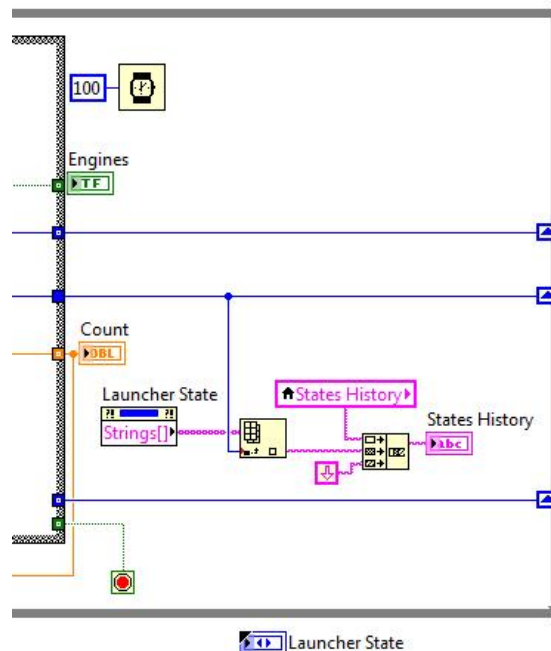 100
Engines
TF
Count
DBL
Launcher State
Strings[]
States History
States History
abc
Launcher State